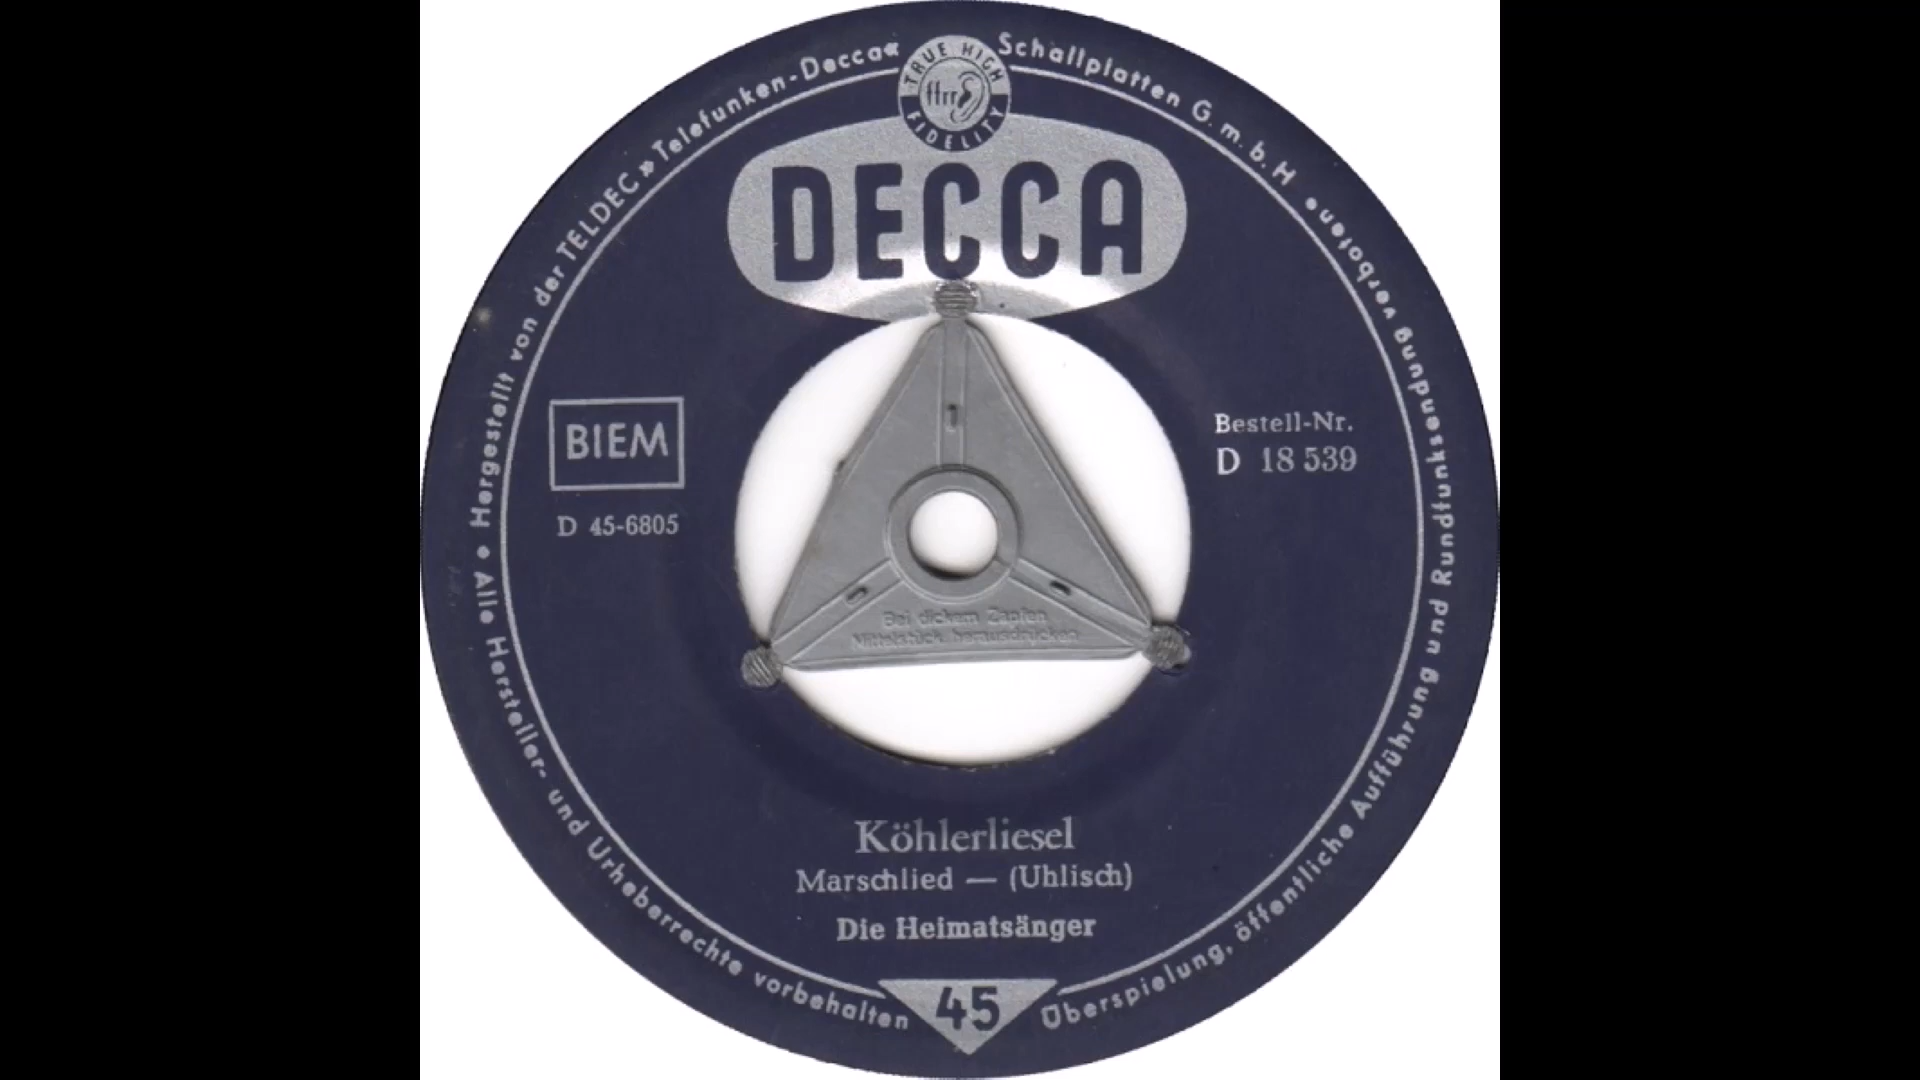 Hergestellt von der TELDEC »Telefunken-Decca« Schallplatten G.m.b.H
TRUE HIGH
ffrr
FIDELITY
DECCA
BIEM
D 45-6805
Bestell-Nr.
D 18 539
Bei dickem Zapfen
Mittelstück herausdrücken
Köhlerliesel
Marschlied — (Uhlisch)
Die Heimatsänger
45
• Alle Hersteller- und Urheberrechte vorbehalten
Überspielung, öffentliche Aufführung und Rundfunksendung verboten •